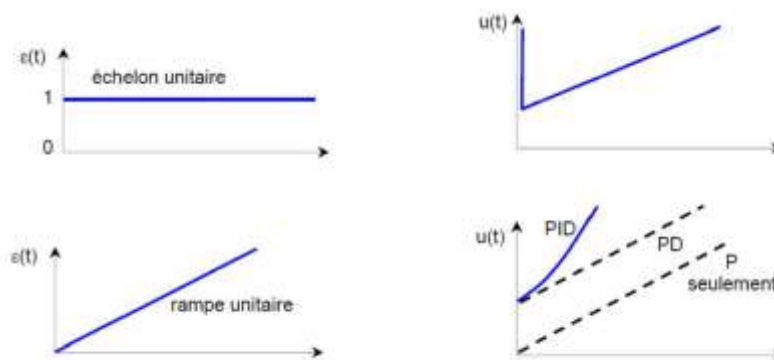 ε(t)
échelon unitaire
1
0
u(t)
ε(t)
rampe unitaire
u(t)
PID
PD
P
seulement